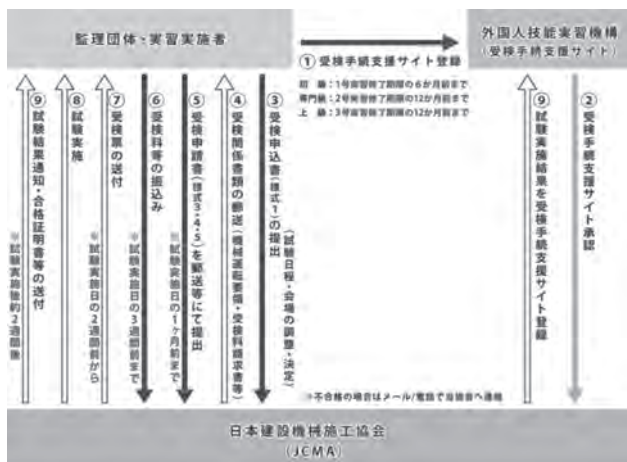 監理団体・実習実施者
外国人技能実習機構
(受検手続支援サイト)
①受検手続支援サイト登録
初 級:1号実習修了期限の6か月前まで
専門級:2号実習修了期限の12か月前まで
上 級:3号実習修了期限の12か月前まで
②受検手続支援サイト承認
③受検申込書(様式1)の提出
(試験日程・会場の調整・決定)
④受検関係書類の郵送(機械運転要領・受検料請求書等)
⑤受検申請書(様式3・4・5)を郵送等にて提出
※試験実施日の1ヶ月前まで
⑥受検料等の振込み
※試験実施日の3週間前まで
⑦受検票の送付
※試験実施日の2週間前から
⑧試験実施
⑨試験結果通知・合格証明書等の送付
※試験実施後約2週間後
⑨試験実施結果を受検手続支援サイト登録
※不合格の場合はメール/電話で当協会へ連絡
日本建設機械施工協会
(JCMA)